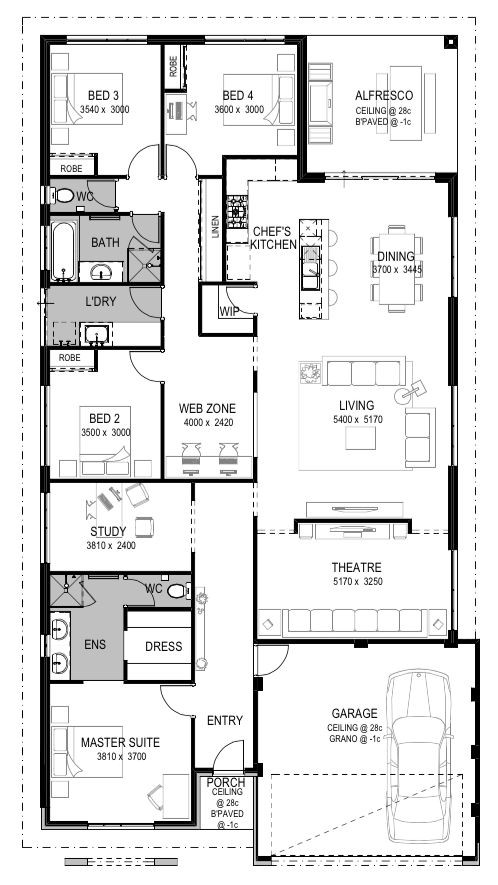 BED 3
3540 x 3000
ROBE
BED 4
3600 x 3000
ALFRESCO
CEILING @ 28c
B'PAVED @ -1c
ROBE
WC
LINEN
CHEF'S
KITCHEN
BATH
DINING
3700 x 3445
L'DRY
WIP
ROBE
BED 2
3500 x 3000
WEB ZONE
4000 x 2420
LIVING
5400 x 5170
STUDY
3810 x 2400
THEATRE
5170 x 3250
WC
ENS
DRESS
ENTRY
GARAGE
CEILING @ 28c
GRANO @ -1c
MASTER SUITE
3810 x 3700
PORCH
CEILING
@ 28c
B'PAVED
@ -1c